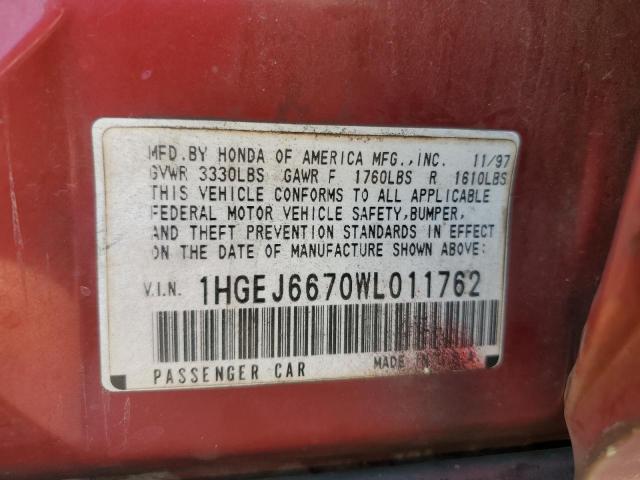 MFD.BY HONDA OF AMERICA MFG.,INC. 11/97
GVWR 3330LBS GAWR F 1760LBS R 1610LBS
THIS VEHICLE CONFORMS TO ALL APPLICABLE
FEDERAL MOTOR VEHICLE SAFETY,BUMPER,
AND THEFT PREVENTION STANDARDS IN EFFECT
ON THE DATE OF MANUFACTURE SHOWN ABOVE:
V.I.N. 1HGEJ6670WL011762
PASSENGER CAR MADE IN